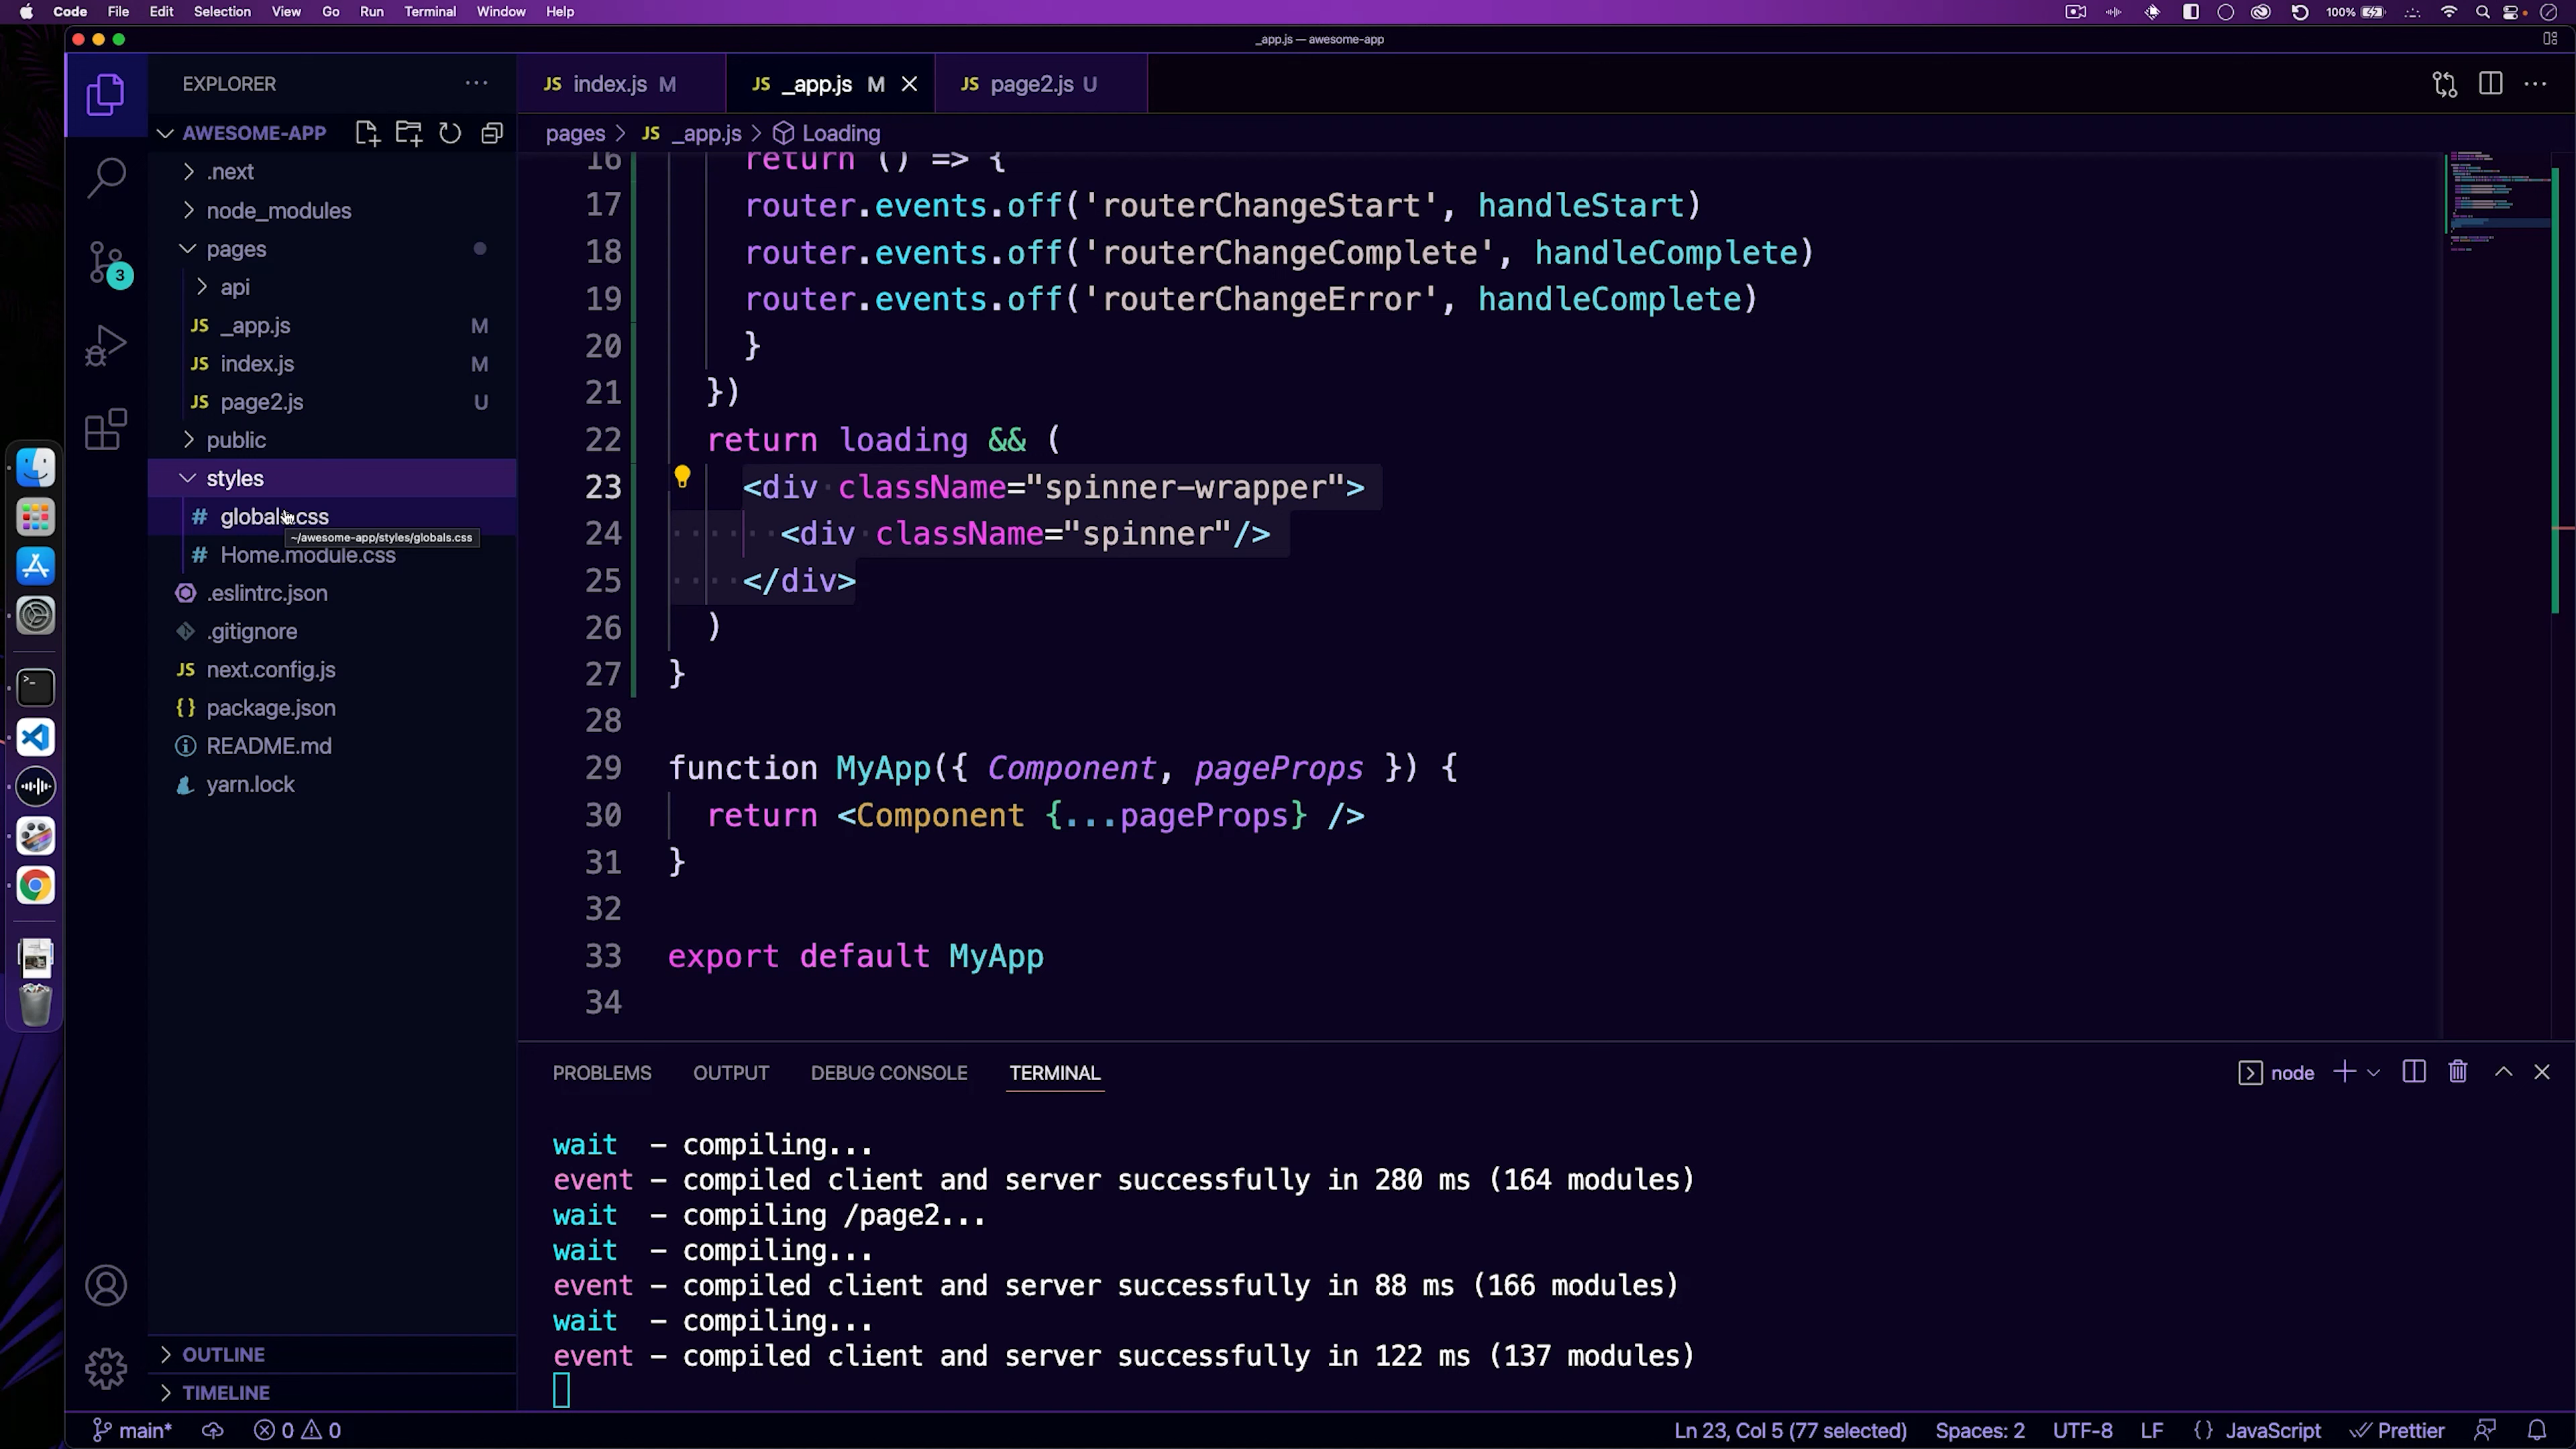 Code File Edit Selection View Go Run Terminal Window Help 100%
_app.js — awesome-app
EXPLORER
AWESOME-APP
.next
node_modules
pages
api
JS _app.js M
JS index.js M
JS page2.js U
public
styles
# globals.css
~/awesome-app/styles/globals.css
# Home.module.css
.eslintrc.json
.gitignore
JS next.config.js
{} package.json
README.md
yarn.lock
OUTLINE
TIMELINE
3
JS index.js M JS _app.js M JS page2.js U
pages > JS _app.js > Loading
16 return () => {
17 router.events.off('routerChangeStart', handleStart)
18 router.events.off('routerChangeComplete', handleComplete)
19 router.events.off('routerChangeError', handleComplete)
20 }
21 })
22 return loading && (
23 <div className="spinner-wrapper">
24 <div className="spinner"/>
25 </div>
26 )
27 }
28
29 function MyApp({ Component, pageProps }) {
30 return <Component {...pageProps} />
31 }
32
33 export default MyApp
34
PROBLEMS OUTPUT DEBUG CONSOLE TERMINAL node
wait – compiling...
event – compiled client and server successfully in 280 ms (164 modules)
wait – compiling /page2...
wait – compiling...
event – compiled client and server successfully in 88 ms (166 modules)
wait – compiling...
event – compiled client and server successfully in 122 ms (137 modules)
main* 0 0 Ln 23, Col 5 (77 selected) Spaces: 2 UTF-8 LF {} JavaScript Prettier